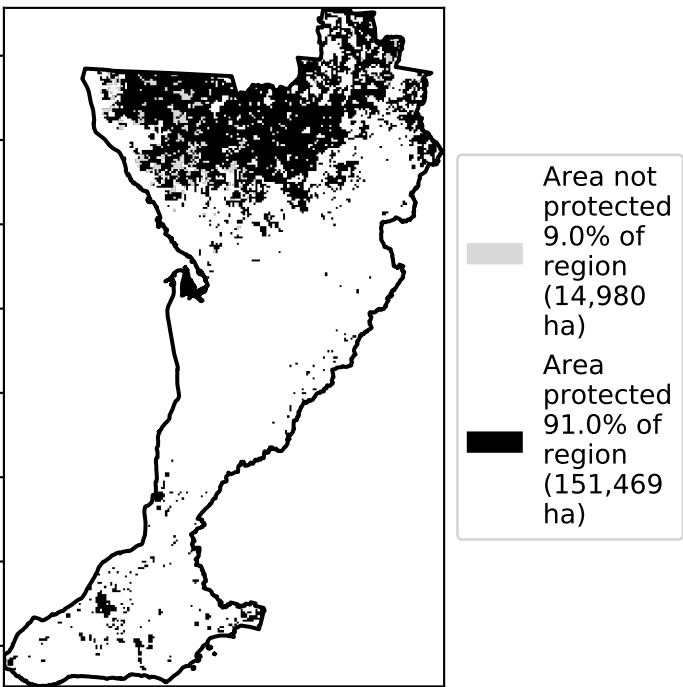 Area not
protected
9.0% of
region
(14,980
ha)
Area
protected
91.0% of
region
(151,469
ha)